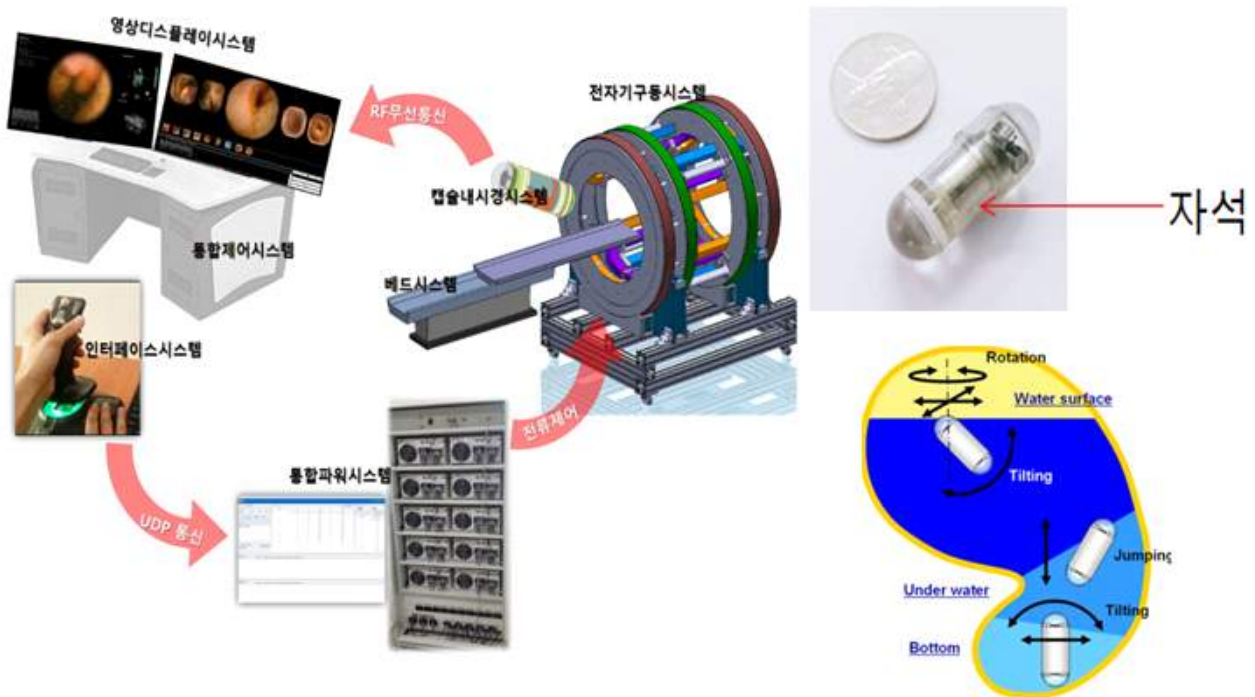 영상디스플레이시스템
RF무선통신
전자기구동시스템
캡슐내시경시스템
통합제어시스템
베드시스템
인터페이스시스템
전류제어
통합파워시스템
UDP 통신
자석
Rotation
Water surface
Tilting
Jumping
Under water
Tilting
Bottom